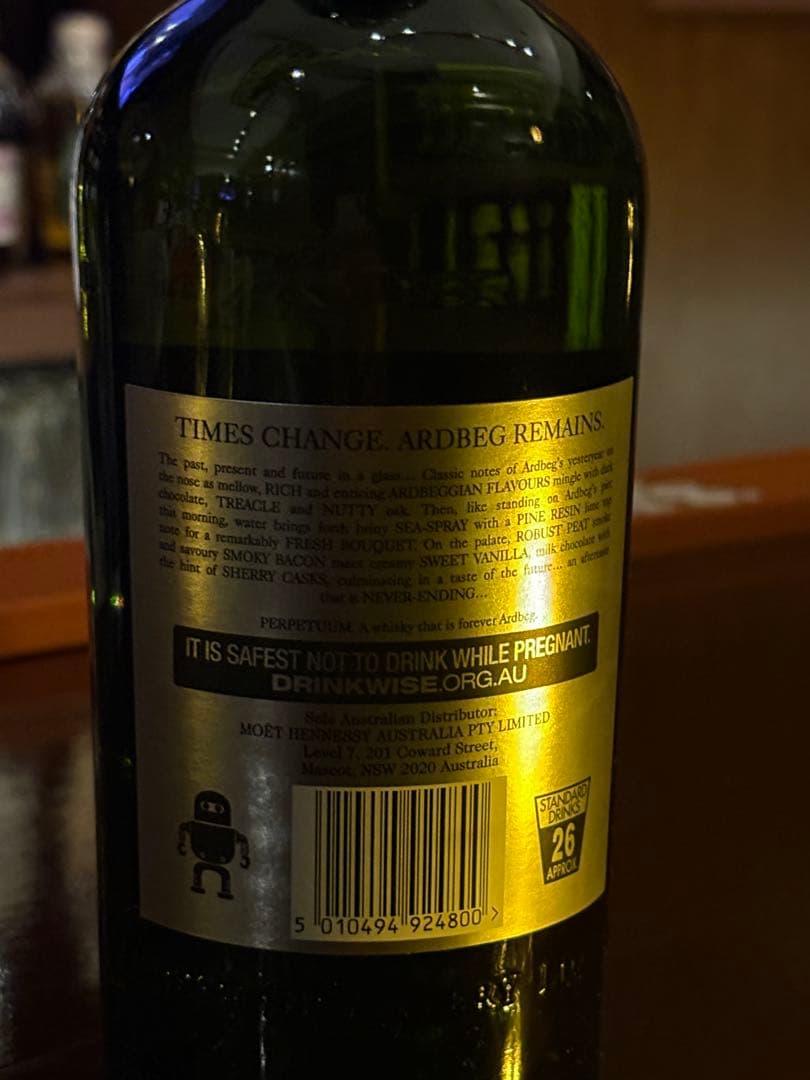 TIMES CHANGE. ARDBEG REMAINS.
The past, present and future in a glass... Classic notes of Ardbeg's yesteryear on
the nose as mellow, RICH and enticing ARDBEGGIAN FLAVOURS mingle with dark
chocolate, TREACLE and NUTTY oak. Then, like standing on Ardbeg's pier
this morning, water brings forth briny SEA-SPRAY with a PINE RESIN top
note for a remarkably FRESH BOUQUET. On the palate, ROBUST PEAT smoke
and savoury SMOKY BACON meet creamy SWEET VANILLA, milk chocolate with
the hint of SHERRY CASKS, culminating in a taste of the future... an aftertaste
that is NEVER-ENDING...
PERPETUUM. A whisky that is forever Ardbeg.
IT IS SAFEST NOT TO DRINK WHILE PREGNANT.
DRINKWISE.ORG.AU
Sole Australian Distributor:
MOËT HENNESSY AUSTRALIA PTY LIMITED
Level 7, 201 Coward Street,
Mascot, NSW 2020 Australia
STANDARD
DRINKS
26
APPROX
5 010494 924800 >